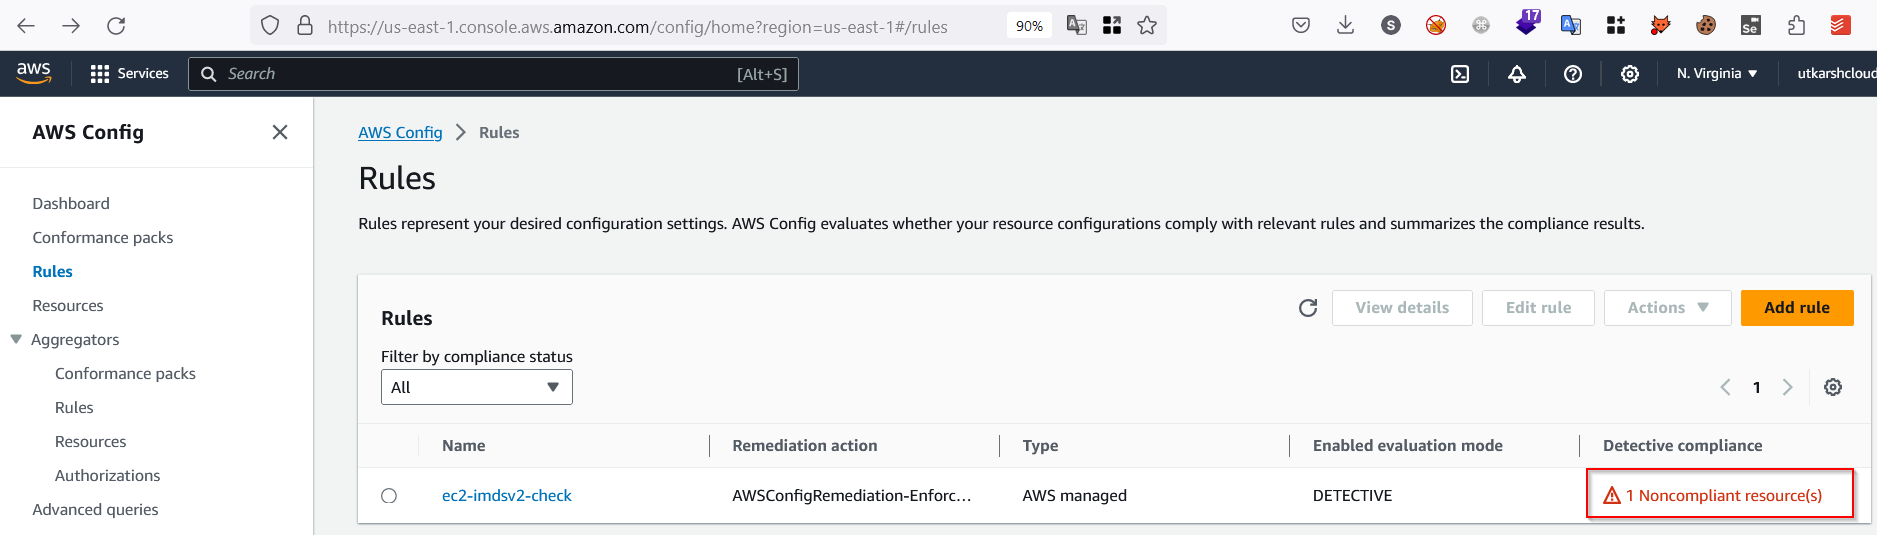 https://us-east-1.console.aws.amazon.com/config/home?region=us-east-1#/rules
90%
S
17
Se
aws
Services
Search
[Alt+S]
N. Virginia
utkarshcloud
AWS Config
Dashboard
Conformance packs
Rules
Resources
Aggregators
Conformance packs
Rules
Resources
Authorizations
Advanced queries
AWS Config > Rules
Rules
Rules represent your desired configuration settings. AWS Config evaluates whether your resource configurations comply with relevant rules and summarizes the compliance results.
Rules
View details
Edit rule
Actions
Add rule
Filter by compliance status
All
1
Name
Remediation action
Type
Enabled evaluation mode
Detective compliance
ec2-imdsv2-check
AWSConfigRemediation-Enforc...
AWS managed
DETECTIVE
1 Noncompliant resource(s)